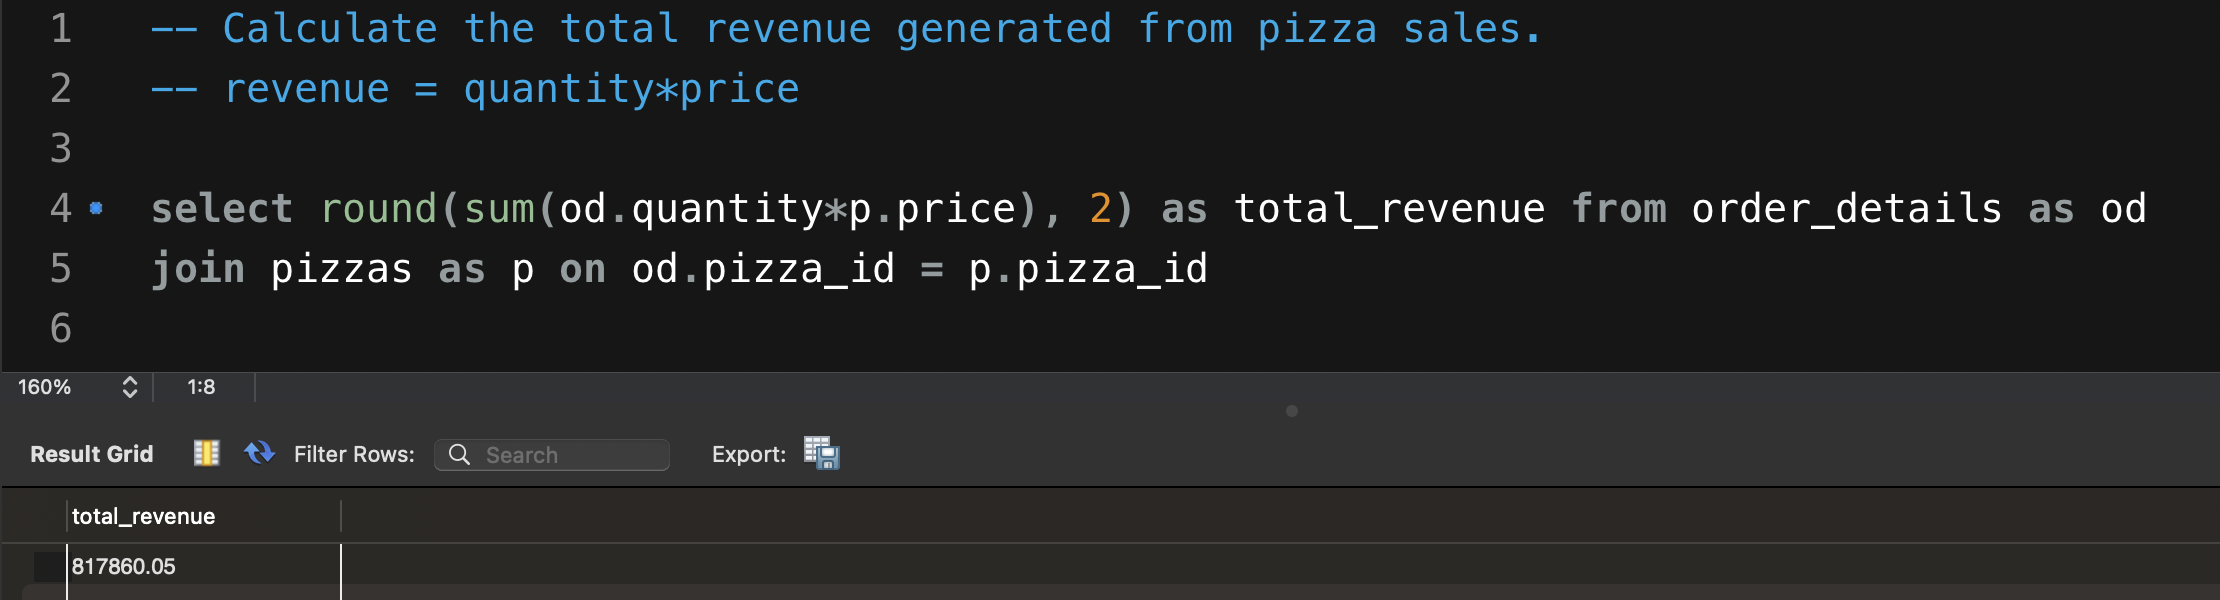 1 -- Calculate the total revenue generated from pizza sales.
2 -- revenue = quantity*price
3
4 select round(sum(od.quantity*p.price), 2) as total_revenue from order_details as od
5 join pizzas as p on od.pizza_id = p.pizza_id
6
160% 1:8
Result Grid Filter Rows: Search Export:
total_revenue
817860.05